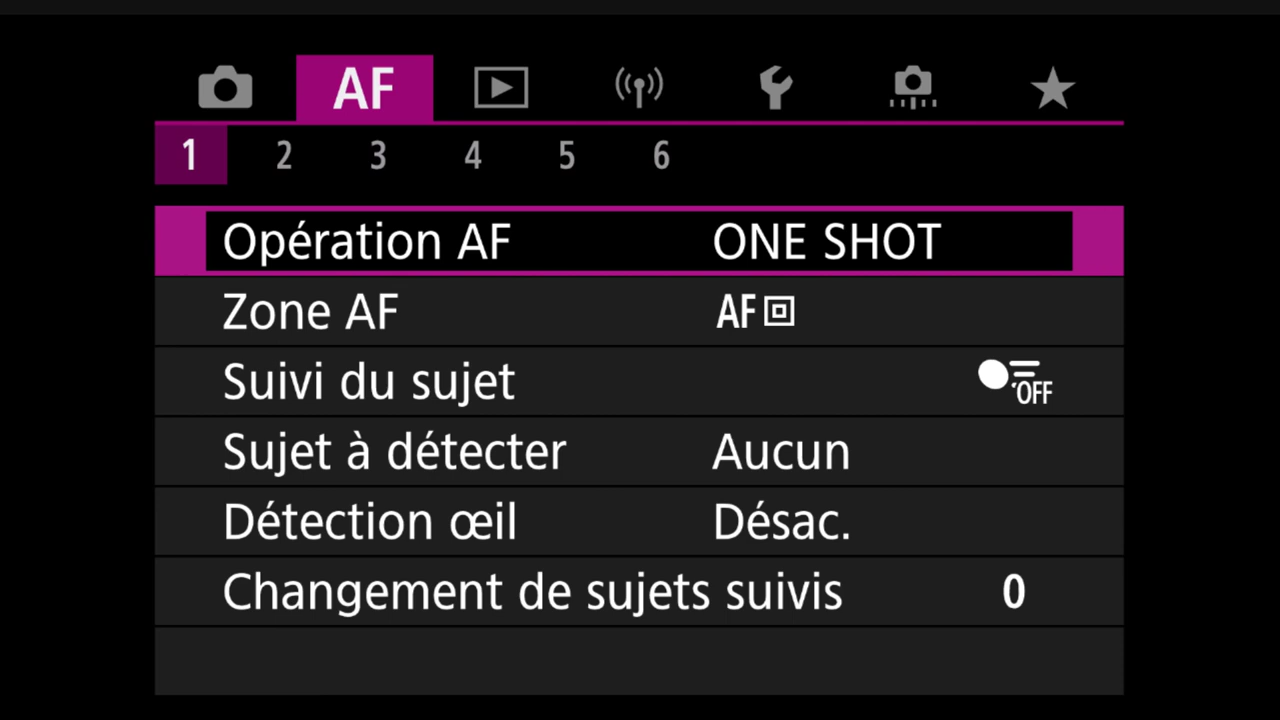 AF
1 2 3 4 5 6
Opération AF ONE SHOT
Zone AF AF
Suivi du sujet OFF
Sujet à détecter Aucun
Détection œil Désac.
Changement de sujets suivis 0